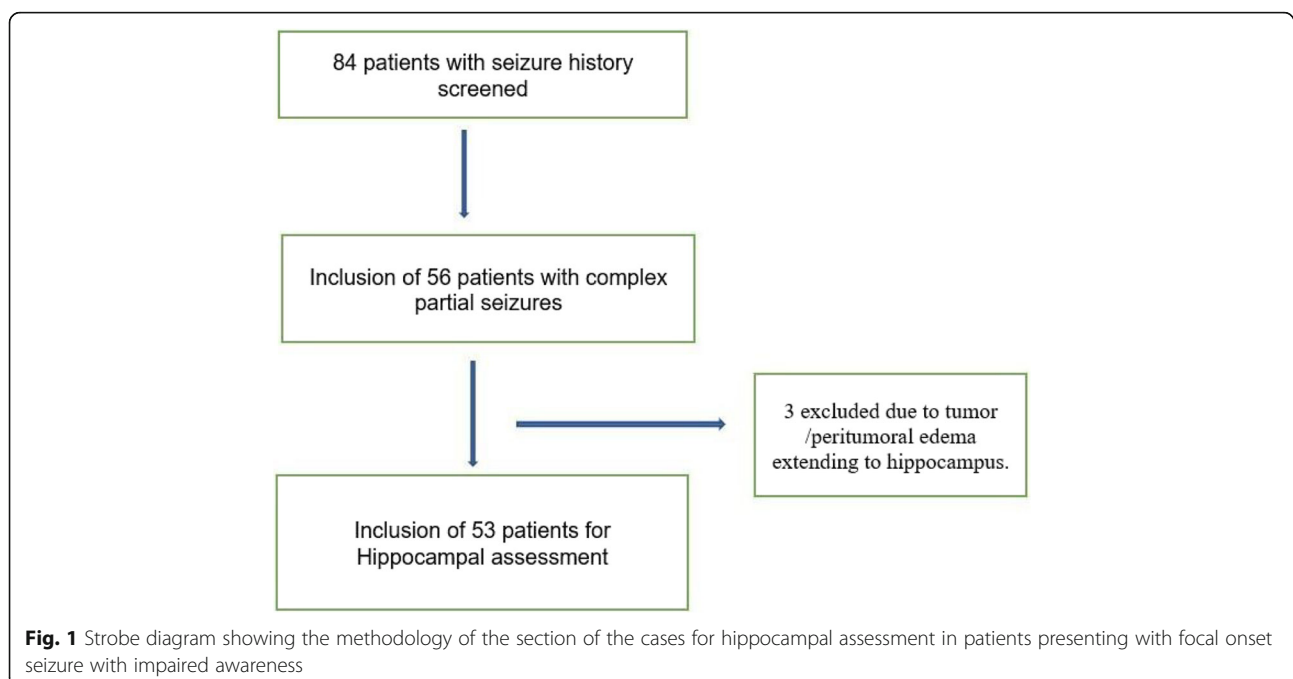 84 patients with seizure history
screened
Inclusion of 56 patients with complex
partial seizures
3 excluded due to tumor
/peritumoral edema
extending to hippocampus.
Inclusion of 53 patients for
Hippocampal assessment
Fig. 1 Strobe diagram showing the methodology of the section of the cases for hippocampal assessment in patients presenting with focal onset
seizure with impaired awareness